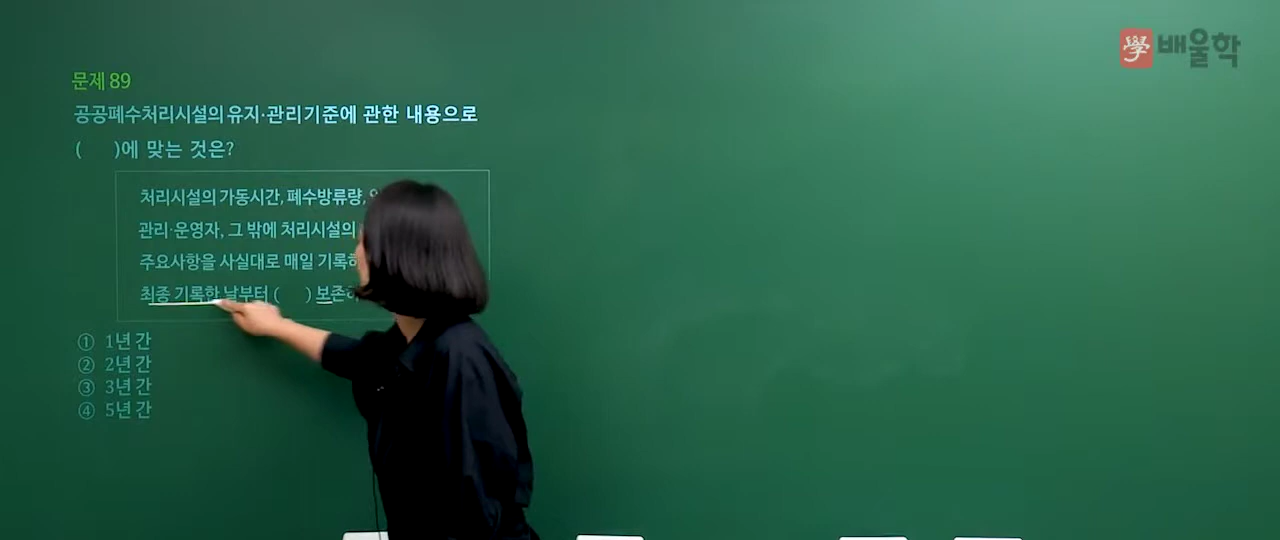 學 배울학
문제 89
공공폐수처리시설의 유지·관리기준에 관한 내용으로
( )에 맞는 것은?
처리시설의 가동시간, 폐수방류량,
관리·운영자, 그 밖에 처리시설의
주요사항을 사실대로 매일 기록하
최종 기록한 날부터 ( ) 보존하
① 1년 간
② 2년 간
③ 3년 간
④ 5년 간